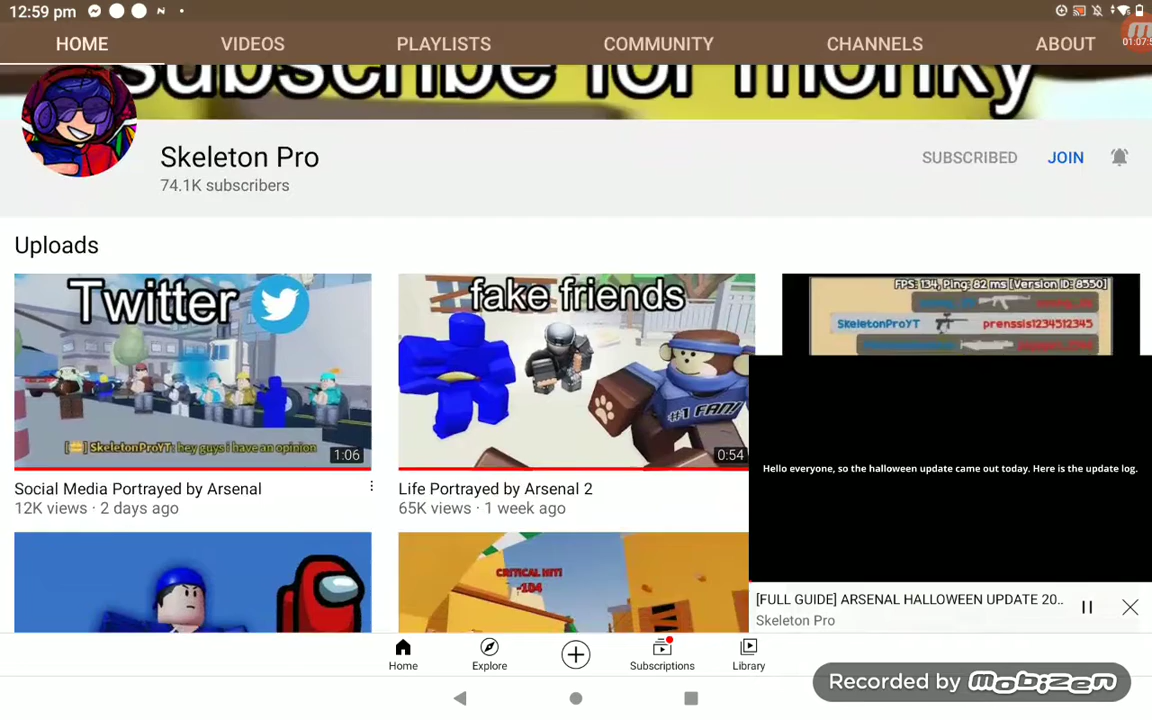 12:59 pm
01:07:5
HOME VIDEOS PLAYLISTS COMMUNITY CHANNELS ABOUT
Subscribe for monky
Skeleton Pro
74.1K subscribers
SUBSCRIBED JOIN
Uploads
Twitter
[👑] SkeletonProYT: hey guys i have an opinion
1:06
Social Media Portrayed by Arsenal
12K views · 2 days ago
fake friends
#1 FAN!
0:54
Life Portrayed by Arsenal 2
65K views · 1 week ago
FPS: 134, Ping: 82 ms [Version ID: 8550]
SkeletonProYT prenssis1234512345
CRITICAL HIT!
-104
Hello everyone, so the halloween update came out today. Here is the update log.
[FULL GUIDE] ARSENAL HALLOWEEN UPDATE 20..
Skeleton Pro
Home Explore Subscriptions Library
Recorded by mobizen